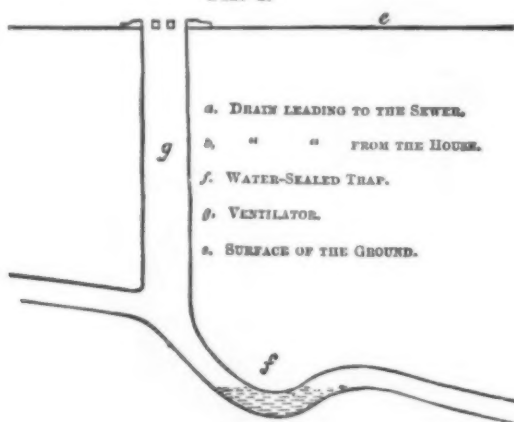 e
a. DRAIN LEADING TO THE SEWER.
g
b, " " FROM THE HOUSE.
f. WATER-SEALED TRAP.
g. VENTILATOR.
e. SURFACE OF THE GROUND.
f